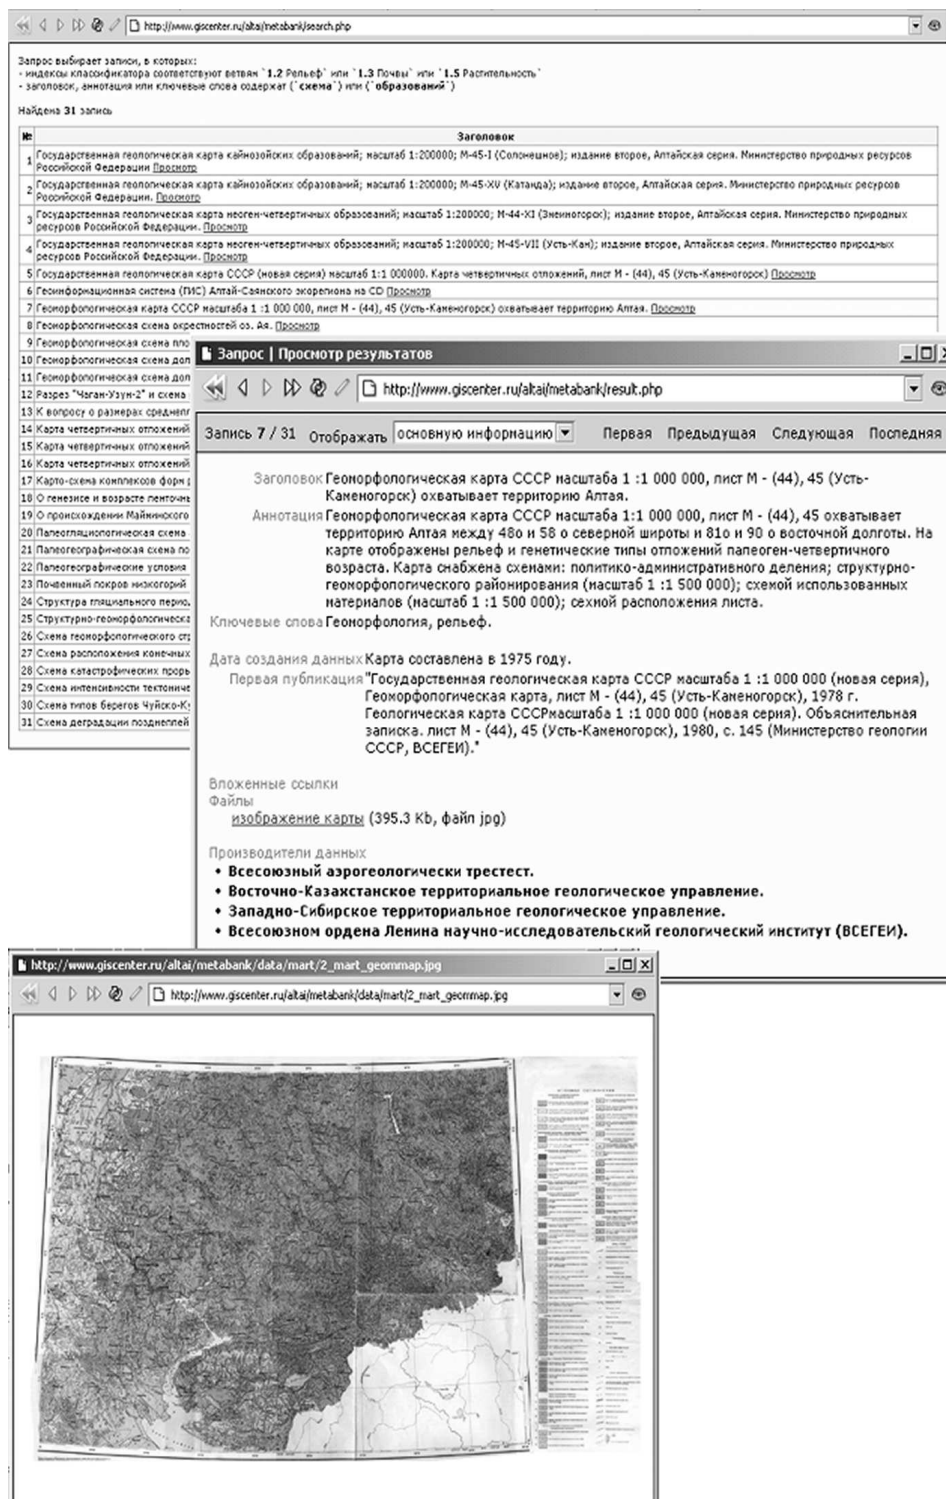 http://www.giscenter.ru/altai/metabank/search.php
Запрос выбирает записи, в которых:
- индексы классификатора соответствуют ветвям `1.2 Рельеф` или `1.3 Почвы` или `1.5 Растительность`
- заголовок, аннотация или ключевые слова содержат (`схема`) или (`образований`)
Найдена 31 запись
№ Заголовок
1 Государственная геологическая карта кайнозойских образований; масштаб 1:200000; М-45-I (Солонешное); издание второе, Алтайская серия. Министерство природных ресурсов
Российской Федерации Просмотр
2 Государственная геологическая карта кайнозойских образований; масштаб 1:200000; М-45-XV (Катанда); издание второе, Алтайская серия. Министерство природных ресурсов
Российской Федерации. Просмотр
3 Государственная геологическая карта неоген-четвертичных образований; масштаб 1:200000; М-44-XI (Змеиногорск); издание второе, Алтайская серия. Министерство природных
ресурсов Российской Федерации. Просмотр
4 Государственная геологическая карта неоген-четвертичных образований; масштаб 1:200000; М-45-VII (Усть-Кан); издание второе, Алтайская серия. Министерство природных
ресурсов Российской Федерации. Просмотр
5 Государственная геологическая карта СССР (новая серия) масштаб 1:1 000000. Карта четвертичных отложений, лист М - (44), 45 (Усть-Каменогорск) Просмотр
6 Геоинформационная система (ГИС) Алтай-Саянского экорегиона на CD Просмотр
7 Геоморфологическая карта СССР масштаба 1 :1 000 000, лист М - (44), 45 (Усть-Каменогорск) охватывает территорию Алтая. Просмотр
8 Геоморфологическая схема окрестностей оз. Ая. Просмотр
9 Геоморфологическая схема пло
10 Геоморфологическая схема дол
11 Геоморфологическая схема дол
12 Разрез "Чаган-Узун-2" и схема
13 К вопросу о размерах среднепл
14 Карта четвертичных отложений
15 Карта четвертичных отложений
16 Карта четвертичных отложений
17 Карто-схема комплексов форм р
18 О генезисе и возрасте ленточны
19 О происхождении Майминского
20 Палеогляциологическая схема
21 Палеогеографическая схема по
22 Палеогеографические условия
23 Почвенный покров низкогорий
24 Структура гляциального перио
25 Структурно-геоморфологическа
26 Схема геоморфологического стр
27 Схема расположения конечных
28 Схема катастрофических проры
29 Схема интенсивности тектониче
30 Схема типов берегов Чуйско-Ку
31 Схема деградации позднеплей
Запрос | Просмотр результатов
http://www.giscenter.ru/altai/metabank/result.php
Запись 7 / 31 Отображать основную информацию Первая Предыдущая Следующая Последняя
Заголовок Геоморфологическая карта СССР масштаба 1 :1 000 000, лист М - (44), 45 (Усть-
Каменогорск) охватывает территорию Алтая.
Аннотация Геоморфологическая карта СССР масштаба 1:1 000 000, лист М - (44), 45 охватывает
территорию Алтая между 48о и 58 о северной широты и 81о и 90 о восточной долготы. На
карте отображены рельеф и генетические типы отложений палеоген-четвертичного
возраста. Карта снабжена схемами: политико-административного деления; структурно-
геоморфологического районирования (масштаб 1 :1 500 000); схемой использованных
материалов (масштаб 1 :1 500 000); сехмой расположения листа.
Ключевые слова Геоморфология, рельеф.
Дата создания данных Карта составлена в 1975 году.
Первая публикация "Государственная геологическая карта СССР масштаба 1 :1 000 000 (новая серия),
Геоморфологическая карта, лист М - (44), 45 (Усть-Каменогорск), 1978 г.
Геологическая карта СССРмасштаба 1 :1 000 000 (новая серия). Объяснительная
записка. лист М - (44), 45 (Усть-Каменогорск), 1980, с. 145 (Министерство геологии
СССР, ВСЕГЕИ)."
Вложенные ссылки
Файлы
изображение карты (395.3 Kb, файл jpg)
Производители данных
• Всесоюзный аэрогеологически трестест.
• Восточно-Казахстанское территориальное геологическое управление.
• Западно-Сибирское территориальное геологическое управление.
• Всесоюзном ордена Ленина научно-исследовательский геологический институт (ВСЕГЕИ).
http://www.giscenter.ru/altai/metabank/data/mart/2_mart_geommap.jpg
http://www.giscenter.ru/altai/metabank/data/mart/2_mart_geommap.jpg